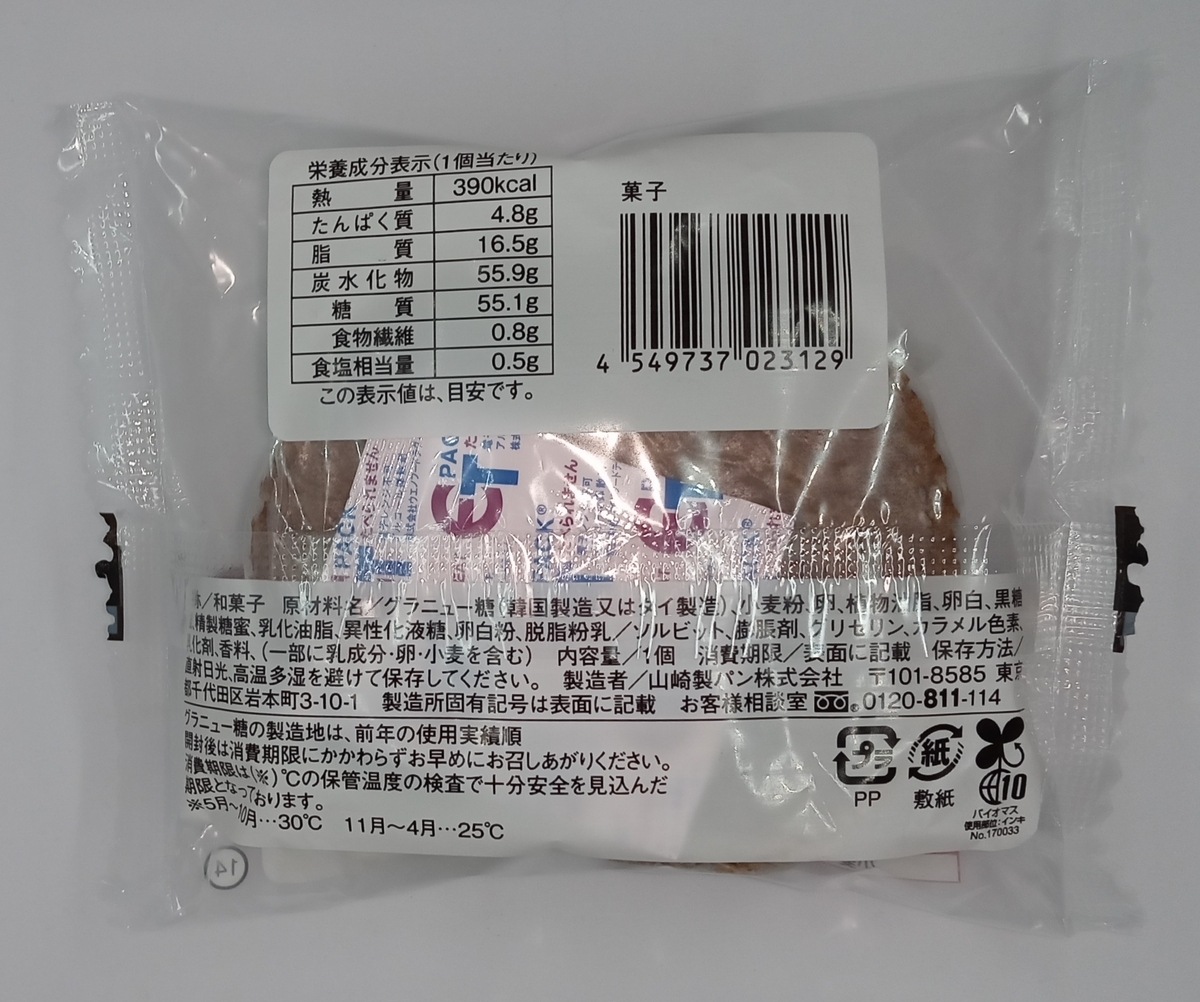 栄養成分表示(1個当たり)
熱量 390kcal
たんぱく質 4.8g
脂質 16.5g
炭水化物 55.9g
糖質 55.1g
食物繊維 0.8g
食塩相当量 0.5g
この表示値は、目安です。
菓子
4 549737 023129
PACK
ET
PACK®
／和菓子 原材料名／グラニュー糖(韓国製造又はタイ製造)、小麦粉、卵、植物油脂、卵白、黒糖
精製糖蜜、乳化油脂、異性化液糖、卵白粉、脱脂粉乳／ソルビット、膨脹剤、グリセリン、カラメル色素、
化剤、香料、(一部に乳成分・卵・小麦を含む) 内容量／1個 消費期限／表面に記載 保存方法／
直射日光、高温多湿を避けて保存してください。 製造者／山崎製パン株式会社 〒101-8585 東京
都千代田区岩本町3-10-1 製造所固有記号は表面に記載 お客様相談室 0120-811-114
グラニュー糖の製造地は、前年の使用実績順
開封後は消費期限にかかわらずお早めにお召しあがりください。
消費期限は(※)℃の保管温度の検査で十分安全を見込んだ
期限となっております。
※5月〜10月…30℃ 11月〜4月…25℃
プラ
PP
紙
敷紙
10
バイオマス
使用部位:インキ
No.170033
14